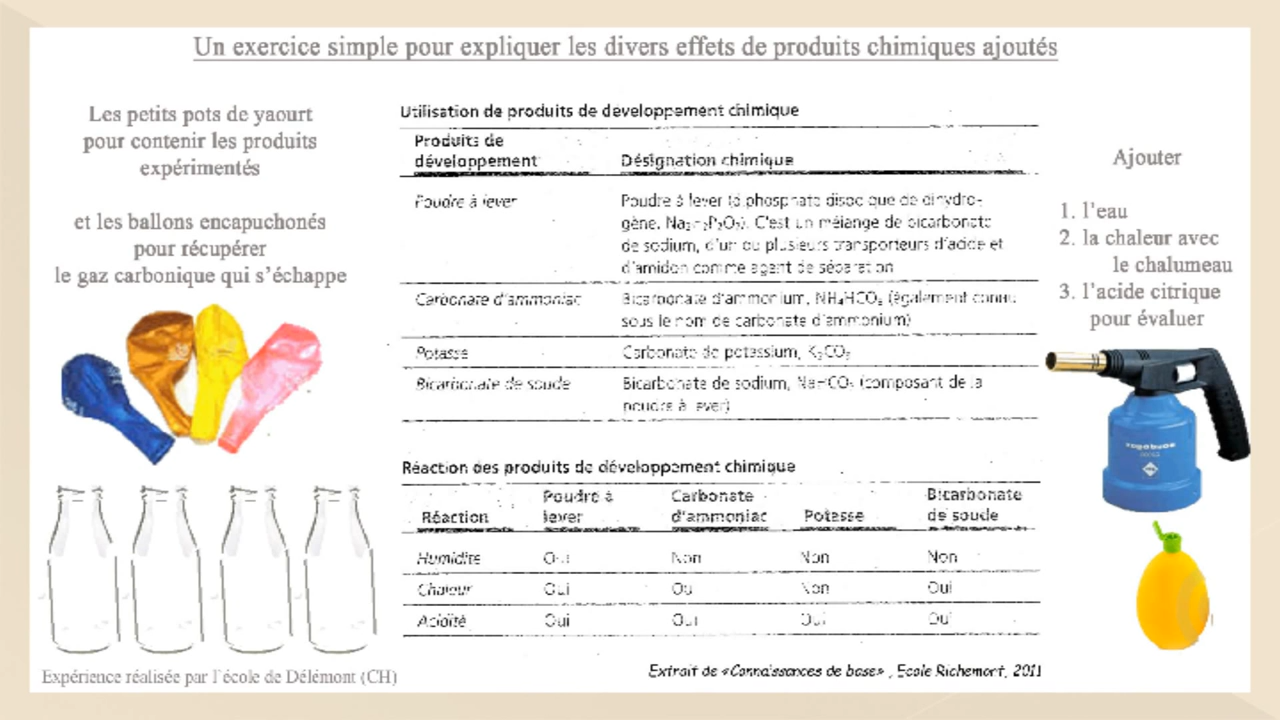 Un exercice simple pour expliquer les divers effets de produits chimiques ajoutés
Les petits pots de yaourt
pour contenir les produits
expérimentés
et les ballons encapuchonés
pour récupérer
le gaz carbonique qui s'échappe
Expérience réalisée par l'école de Délémont (CH)
Utilisation de produits de développement chimique
Produits de
développement
Désignation chimique
Poudre à lever
Poudre à lever (diphosphate disodique de dihydro-
gène, C'est un mélange de bicarbonate
de sodium, d'un ou plusieurs transporteurs d'acide et
d'amidon comme agent de séparation
Carbonate d'ammoniac
Bicarbonate d'ammonium, NH₄HCO₃ (également connu
sous le nom de carbonate d'ammonium)
Potasse
Carbonate de potassium, K₂CO₃
Bicarbonate de soude
Bicarbonate de sodium, NaHCO₃ (composant de la
poudre à lever)
Réaction des produits de développement chimique
Réaction Poudre à lever Carbonate d'ammoniac Potasse Bicarbonate de soude
Humidité Oui Non Non Non
Chaleur Oui Oui Non Oui
Acidité Oui Oui Oui Oui
Extrait de «Connaissances de base» , Ecole Richemont, 2011
Ajouter
1. l'eau
2. la chaleur avec
le chalumeau
3. l'acide citrique
pour évaluer